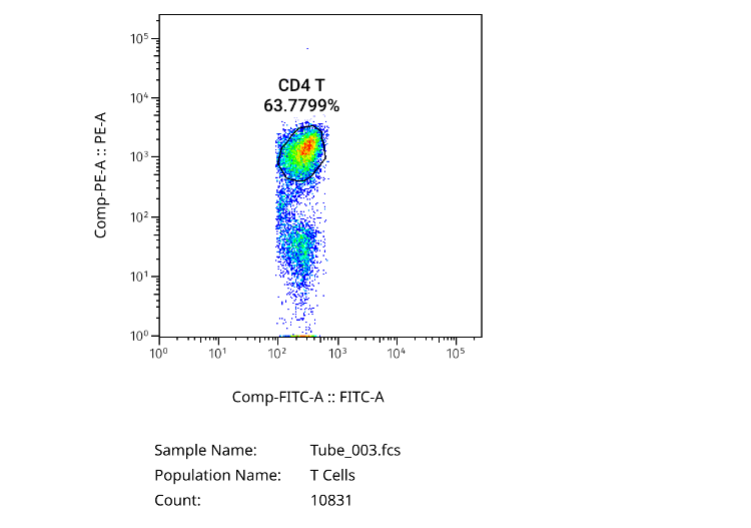 10⁵
CD4 T
63.7799%
10⁴
10³
10²
10¹
10⁰
Comp-PE-A :: PE-A
10⁰ 10¹ 10² 10³ 10⁴ 10⁵
Comp-FITC-A :: FITC-A
Sample Name: Tube_003.fcs
Population Name: T Cells
Count: 10831